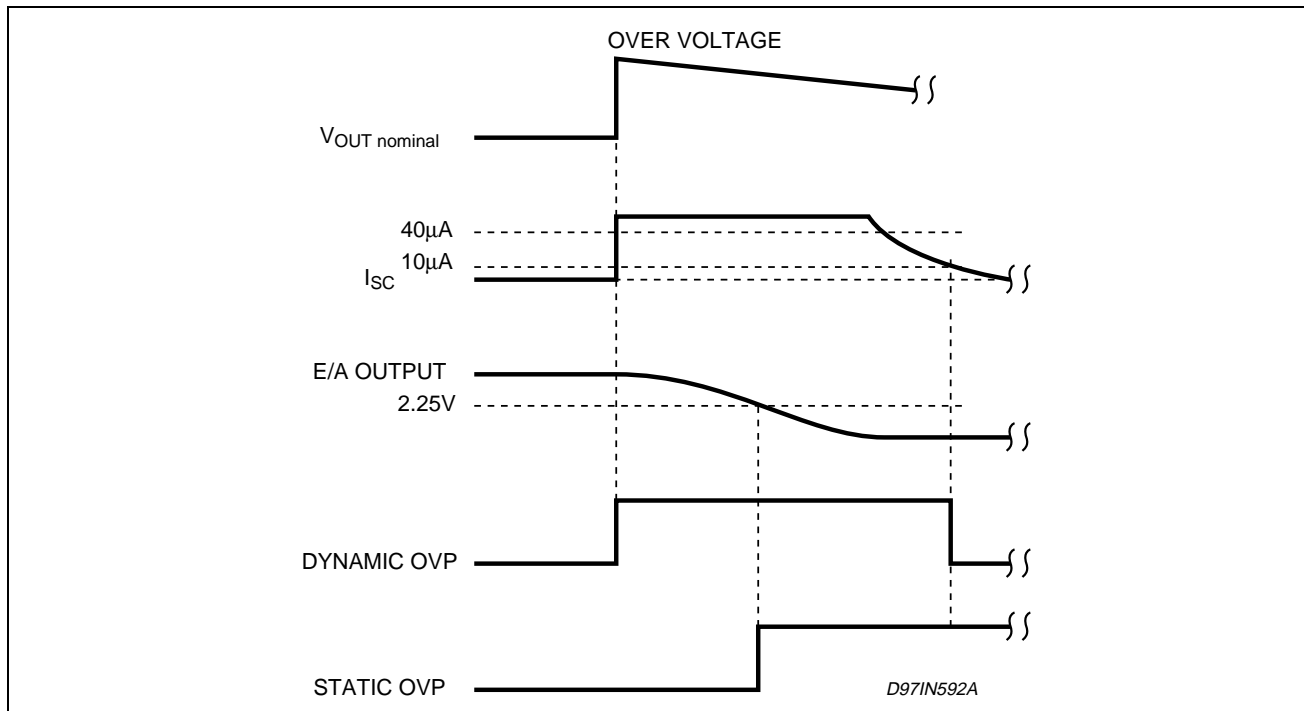 OVER VOLTAGE
VOUT nominal
40µA
10µA
ISC
E/A OUTPUT
2.25V
DYNAMIC OVP
STATIC OVP
D97IN592A